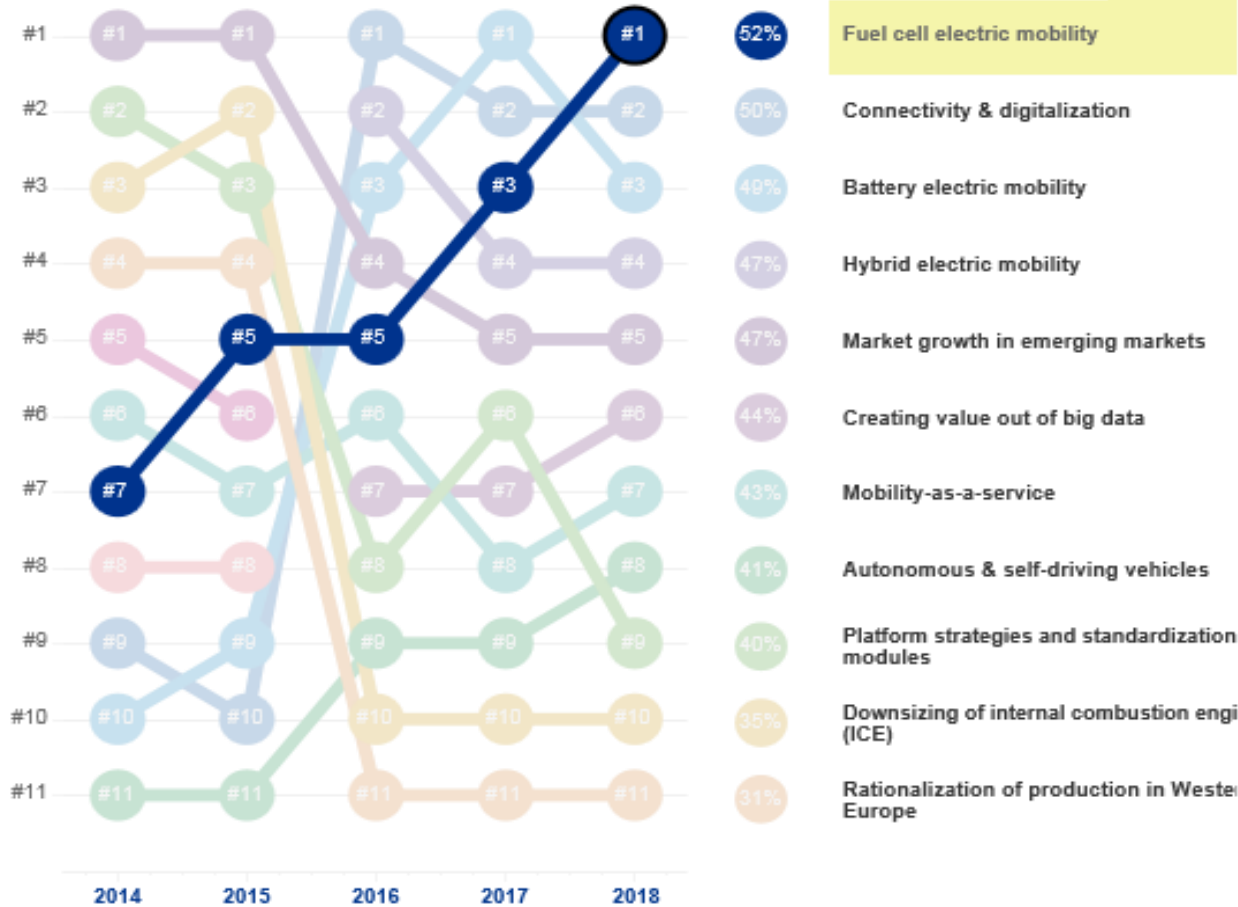 #1 #1 #1 #1 #1 #1 52% Fuel cell electric mobility
#2 #2 #2 #2 #2 #2 50% Connectivity & digitalization
#3 #3 #3 #3 #3 #3 49% Battery electric mobility
#4 #4 #4 #4 #4 #4 47% Hybrid electric mobility
#5 #5 #5 #5 #5 #5 47% Market growth in emerging markets
#6 #6 #6 #6 #6 #6 44% Creating value out of big data
#7 #7 #7 #7 #7 #7 43% Mobility-as-a-service
#8 #8 #8 #8 #8 #8 41% Autonomous & self-driving vehicles
#9 #9 #9 #9 #9 #9 40% Platform strategies and standardization
modules
#10 #10 #10 #10 #10 #10 35% Downsizing of internal combustion engi
(ICE)
#11 #11 #11 #11 #11 #11 31% Rationalization of production in Weste
Europe
2014 2015 2016 2017 2018